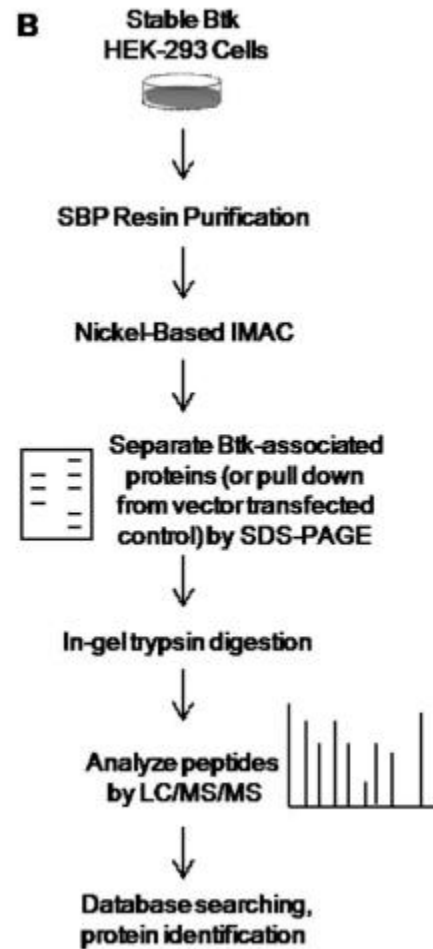 B
Stable Btk
HEK-293 Cells
SBP Resin Purification
Nickel-Based IMAC
Separate Btk-associated
proteins (or pull down
from vector transfected
control) by SDS-PAGE
In-gel trypsin digestion
Analyze peptides
by LC/MS/MS
Database searching,
protein identification